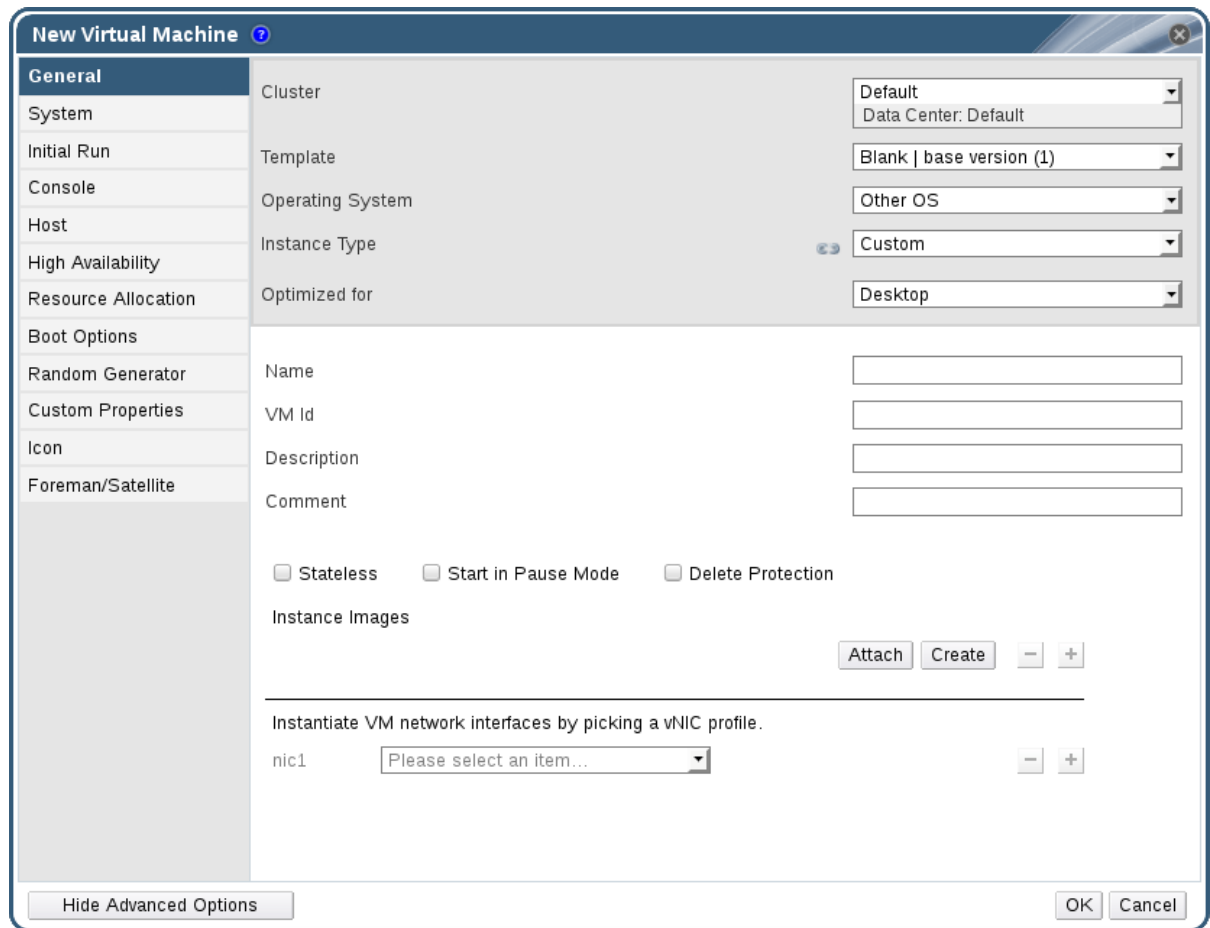 New Virtual Machine ?
General
System
Initial Run
Console
Host
High Availability
Resource Allocation
Boot Options
Random Generator
Custom Properties
Icon
Foreman/Satellite
Cluster
Default
Data Center: Default
Template
Blank | base version (1)
Operating System
Other OS
Instance Type
Custom
Optimized for
Desktop
Name
VM Id
Description
Comment
Stateless
Start in Pause Mode
Delete Protection
Instance Images
Attach
Create
Instantiate VM network interfaces by picking a vNIC profile.
nic1
Please select an item...
Hide Advanced Options
OK
Cancel